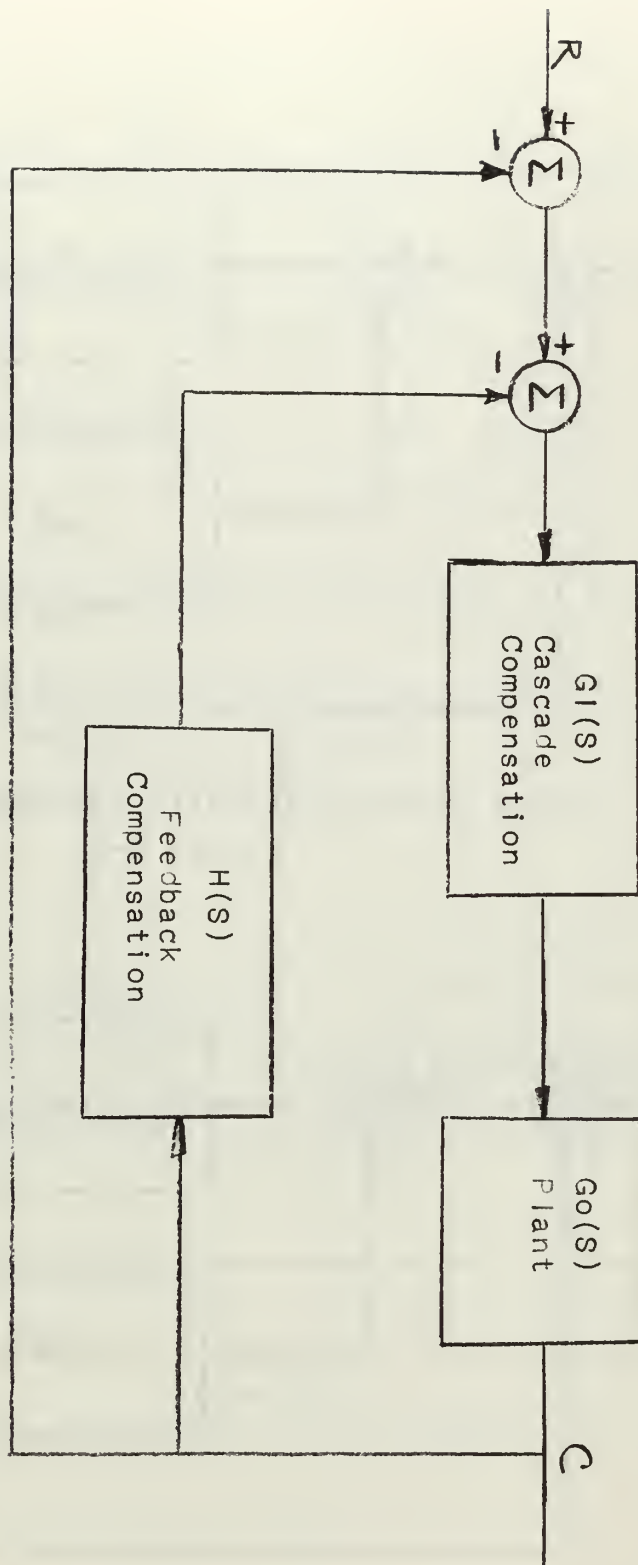 R
+
-
Σ
+
-
Σ
G1(S)
Cascade
Compensation
Go(S)
Plant
C
H(S)
Feedback
Compensation